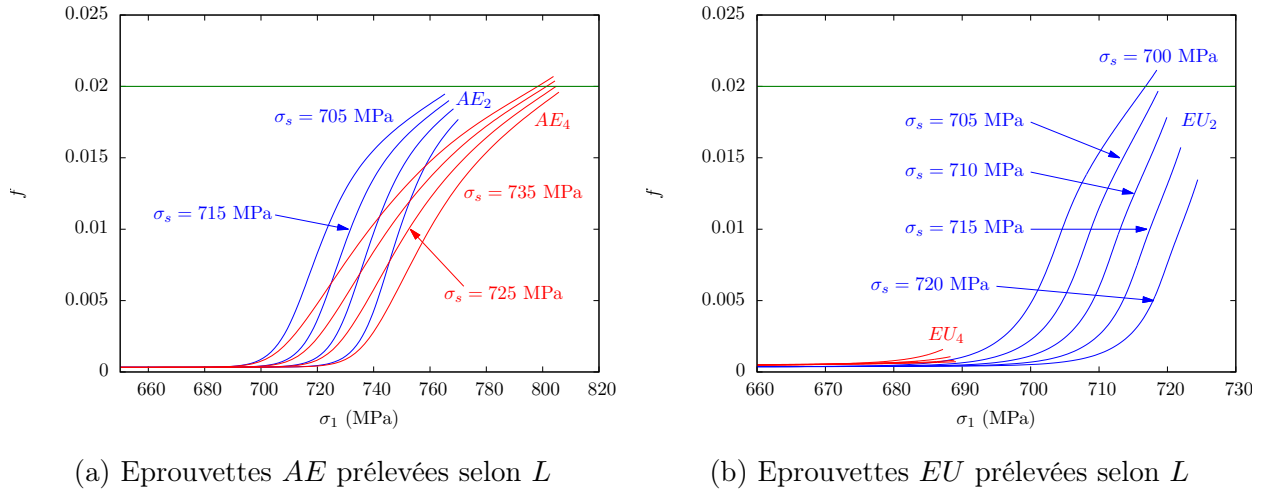 0.025
0.02
0.015
0.01
0.005
0
f
660 680 700 720 740 760 780 800 820
σ₁ (MPa)
σₛ = 705 MPa
AE₂
AE₄
σₛ = 735 MPa
σₛ = 715 MPa
σₛ = 725 MPa
(a) Eprouvettes AE prélevées selon L
0.025
0.02
0.015
0.01
0.005
0
f
660 670 680 690 700 710 720 730
σ₁ (MPa)
σₛ = 700 MPa
σₛ = 705 MPa
EU₂
σₛ = 710 MPa
σₛ = 715 MPa
σₛ = 720 MPa
EU₄
(b) Eprouvettes EU prélevées selon L